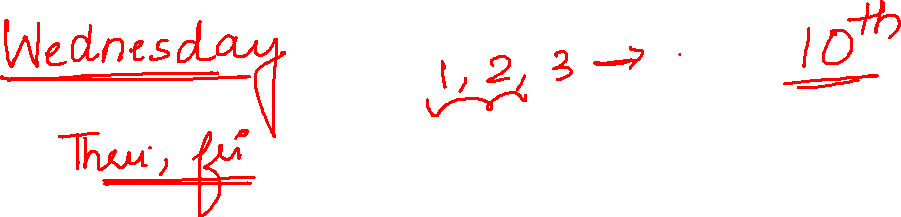 Wednesday 1, 2, 3 → 10th
Thu, fri